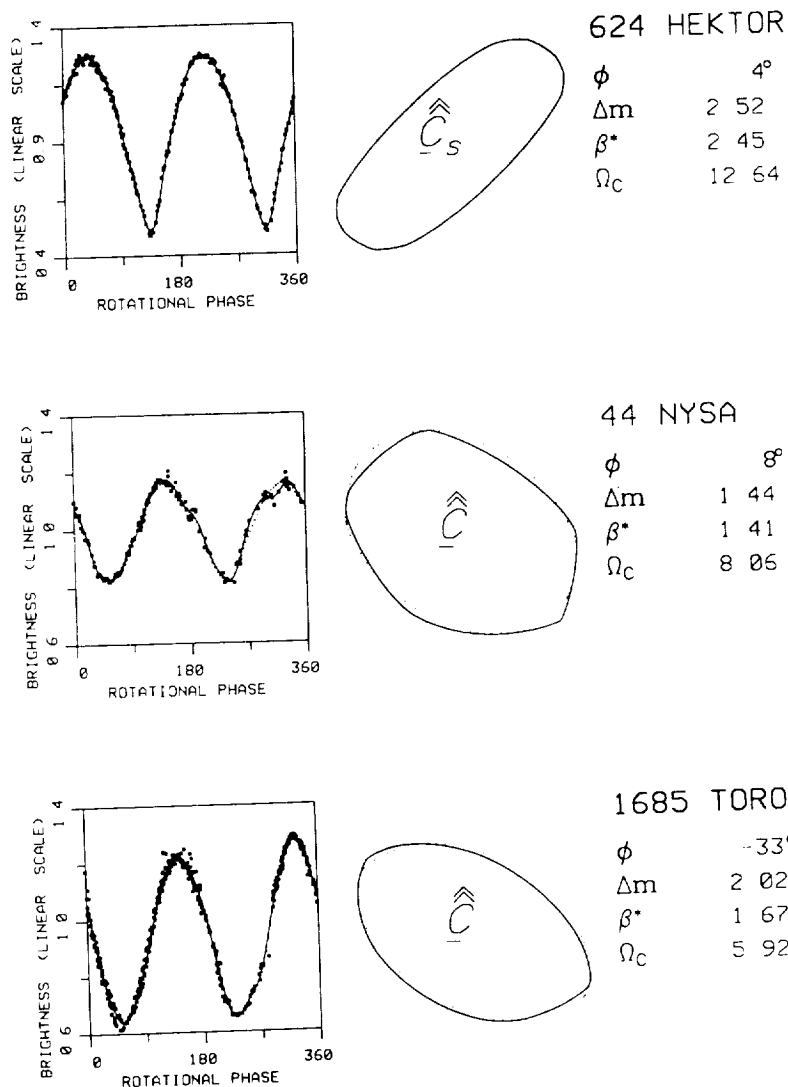 624 HEKTOR
ϕ 4°
Δm 2 52
β* 2 45
Ω_C 12 64
BRIGHTNESS (LINEAR SCALE)
1 4
0 9
0 4
0 180 360
ROTATIONAL PHASE
C_S
44 NYSA
ϕ 8°
Δm 1 44
β* 1 41
Ω_C 8 06
BRIGHTNESS (LINEAR SCALE)
1 4
1 0
0 6
0 180 360
ROTATIONAL PHASE
C
1685 TORO
ϕ -33°
Δm 2 02
β* 1 67
Ω_C 5 92
BRIGHTNESS (LINEAR SCALE)
1 4
1 0
0 6
0 180 360
ROTATIONAL PHASE
C